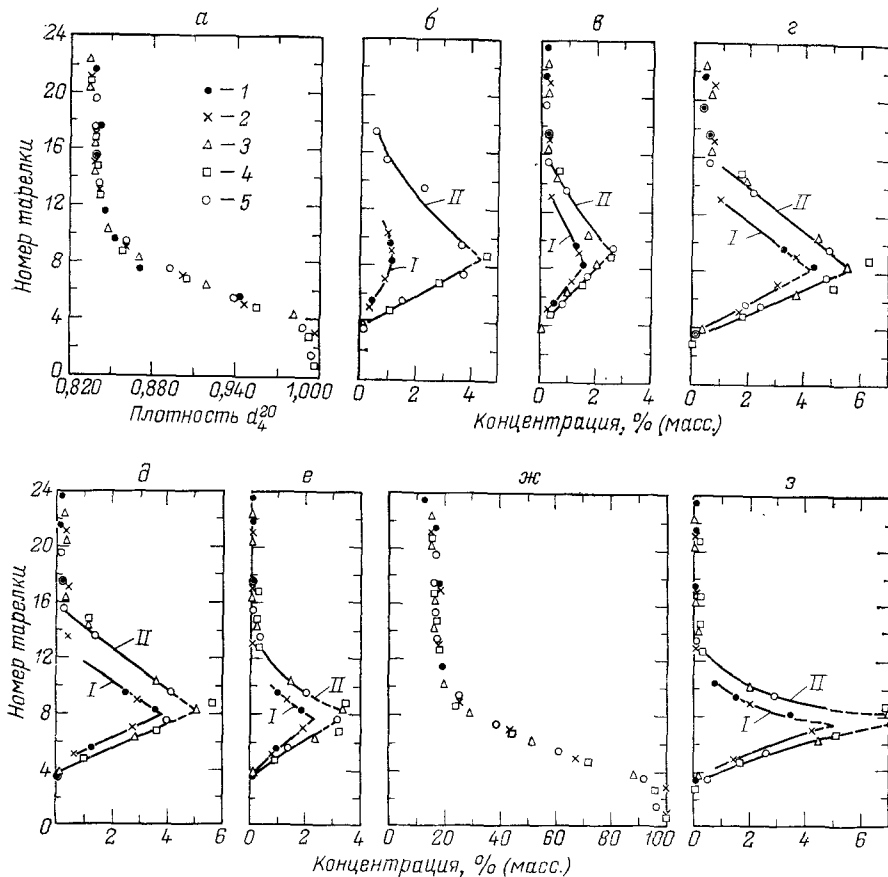 а б в г
24
20
16
12
8
4
0
Номер тарелки
• – 1
× – 2
△ – 3
□ – 4
○ – 5
I II
I II
I II
0,820 0,880 0,940 1,000
0 2 4
0 2 4
0 2 4 6
Плотность d₄²⁰
Концентрация, % (масс.)
д е ж з
24
20
16
12
8
4
0
Номер тарелки
I II
I II
I II
2 4 6
0 2 4
0 20 40 60 80 100
0 2 4 6
Концентрация, % (масс.)